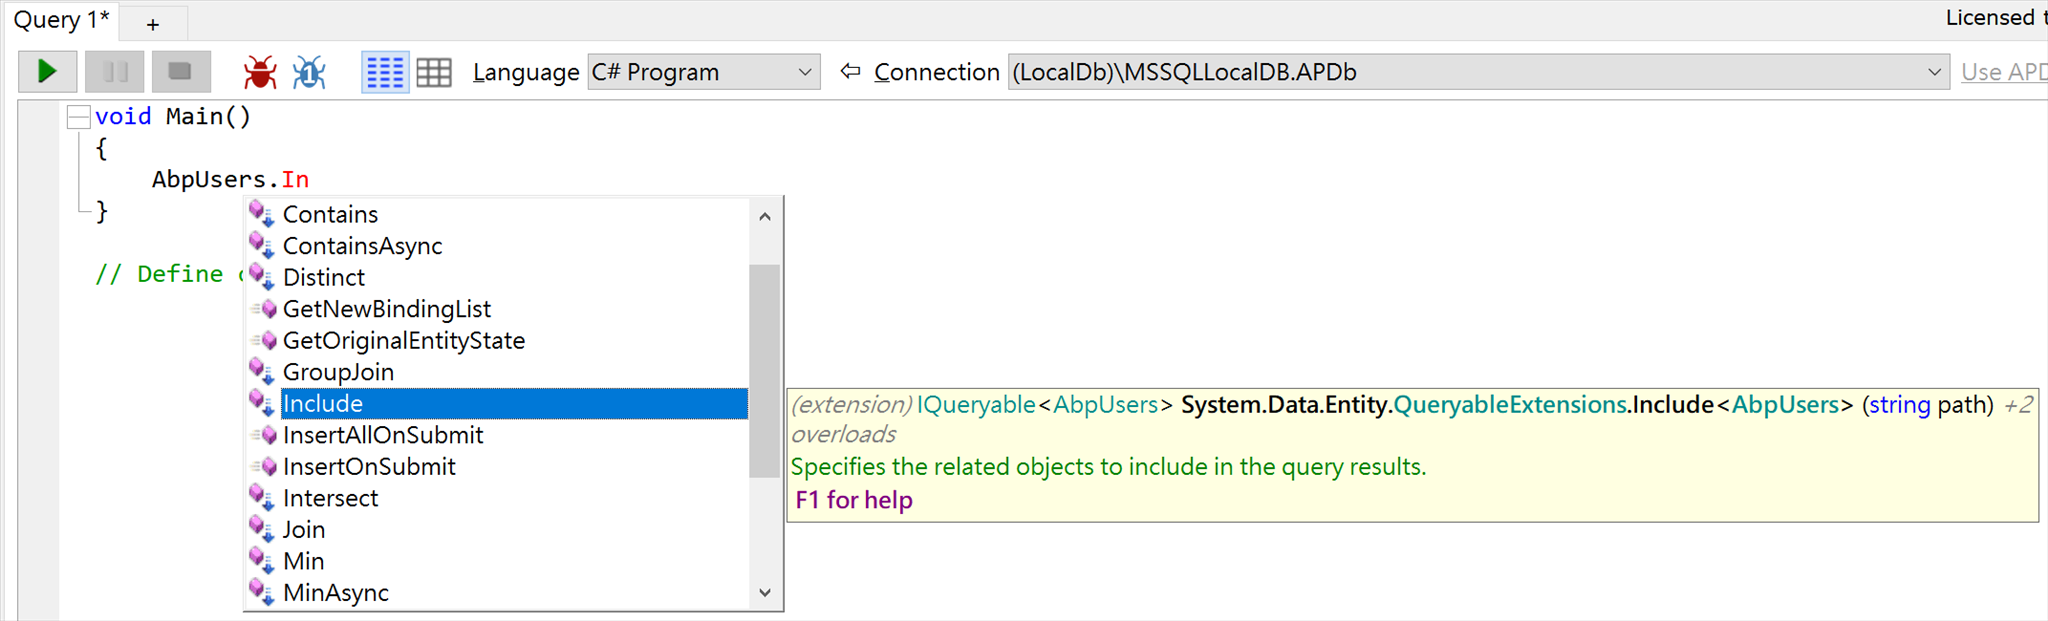 Query 1*
+
Licensed t
Language
C# Program
Connection
(LocalDb)\MSSQLLocalDB.APDb
Use APD
void Main()
{
AbpUsers.In
}
// Define
Contains
ContainsAsync
Distinct
GetNewBindingList
GetOriginalEntityState
GroupJoin
Include
InsertAllOnSubmit
InsertOnSubmit
Intersect
Join
Min
MinAsync
(extension) IQueryable<AbpUsers> System.Data.Entity.QueryableExtensions.Include<AbpUsers> (string path) +2
overloads
Specifies the related objects to include in the query results.
F1 for help